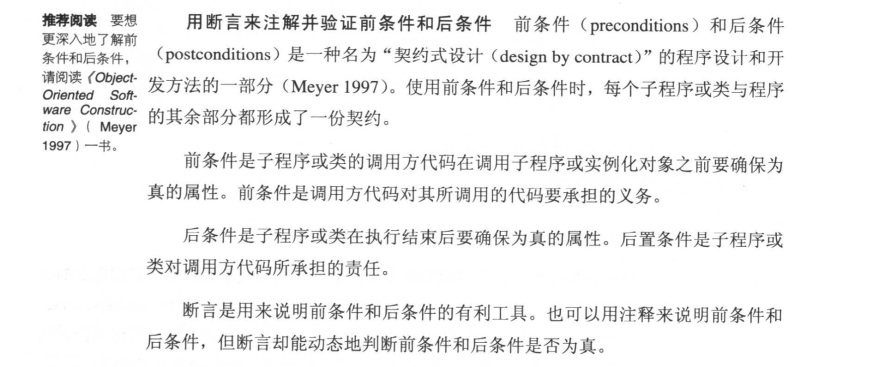 推荐阅读 要想
更深入地了解前
条件和后条件，
请阅读《Object-
Oriented Soft-
ware Construc-
tion》（Meyer
1997）一书。
用断言来注解并验证前条件和后条件 前条件（preconditions）和后条件
（postconditions）是一种名为“契约式设计（design by contract）”的程序设计和开
发方法的一部分（Meyer 1997）。使用前条件和后条件时，每个子程序或类与程序
的其余部分都形成了一份契约。
前条件是子程序或类的调用方代码在调用子程序或实例化对象之前要确保为
真的属性。前条件是调用方代码对其所调用的代码要承担的义务。
后条件是子程序或类在执行结束后要确保为真的属性。后置条件是子程序或
类对调用方代码所承担的责任。
断言是用来说明前条件和后条件的有利工具。也可以用注释来说明前条件和
后条件，但断言却能动态地判断前条件和后条件是否为真。